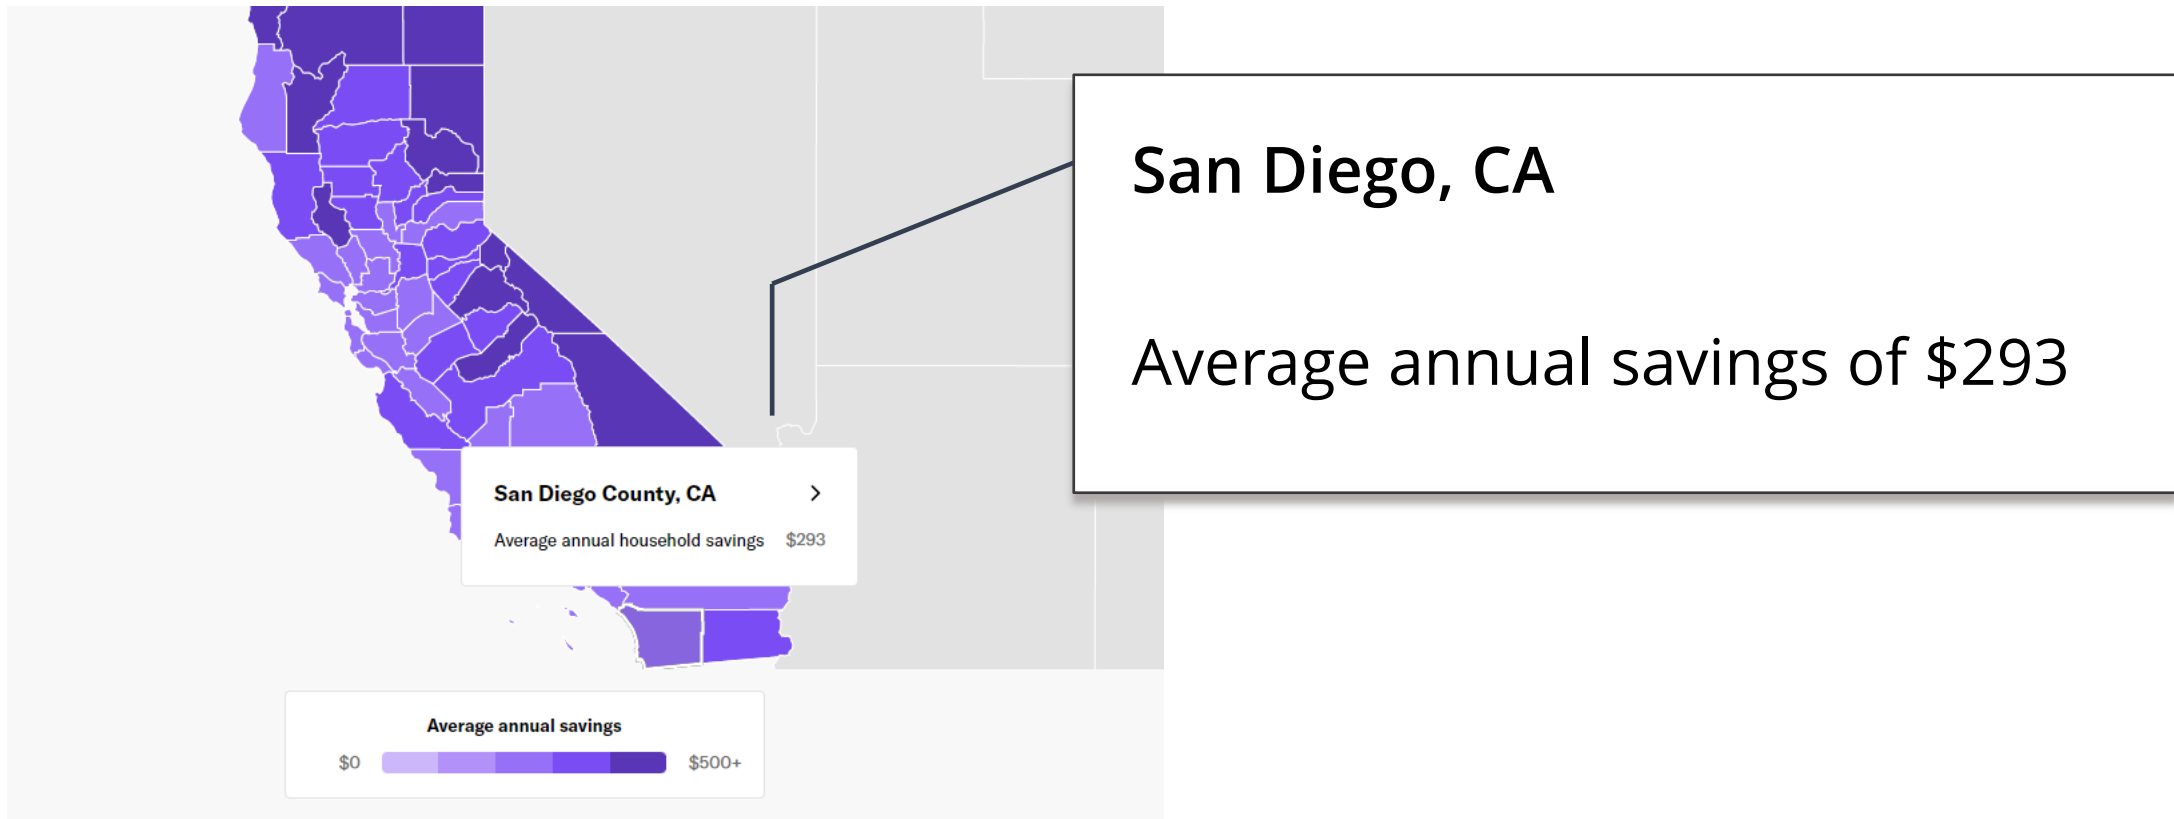 San Diego, CA
Average annual savings of $293
San Diego County, CA
Average annual household savings $293
Average annual savings
$0 $500+